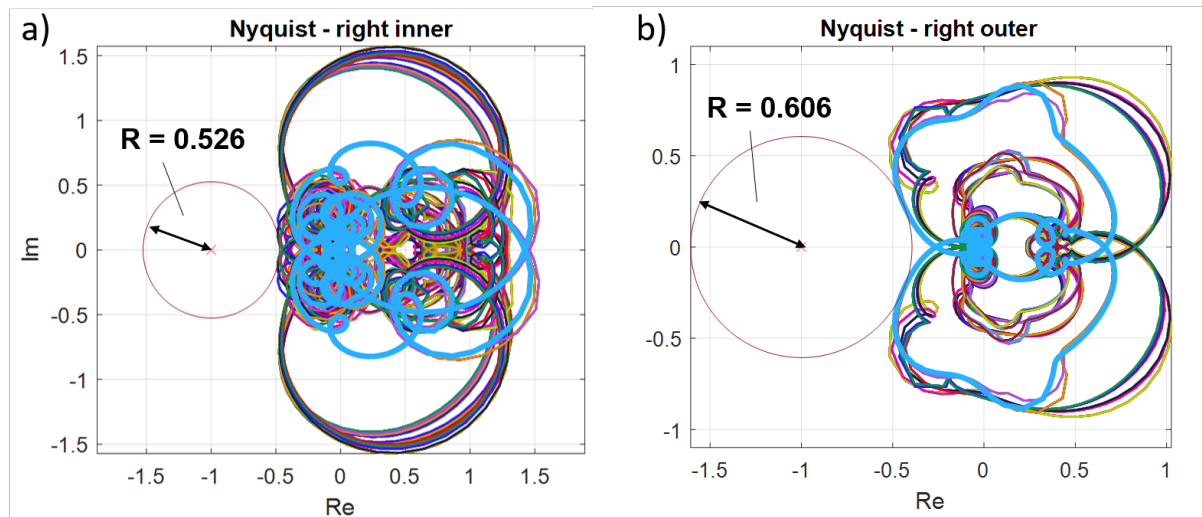 a)
Nyquist - right inner
R = 0.526
Im
1.5
1
0.5
0
-0.5
-1
-1.5
-1.5 -1 -0.5 0 0.5 1 1.5
Re
b)
Nyquist - right outer
R = 0.606
1
0.5
0
-0.5
-1
-1.5 -1 -0.5 0 0.5 1
Re